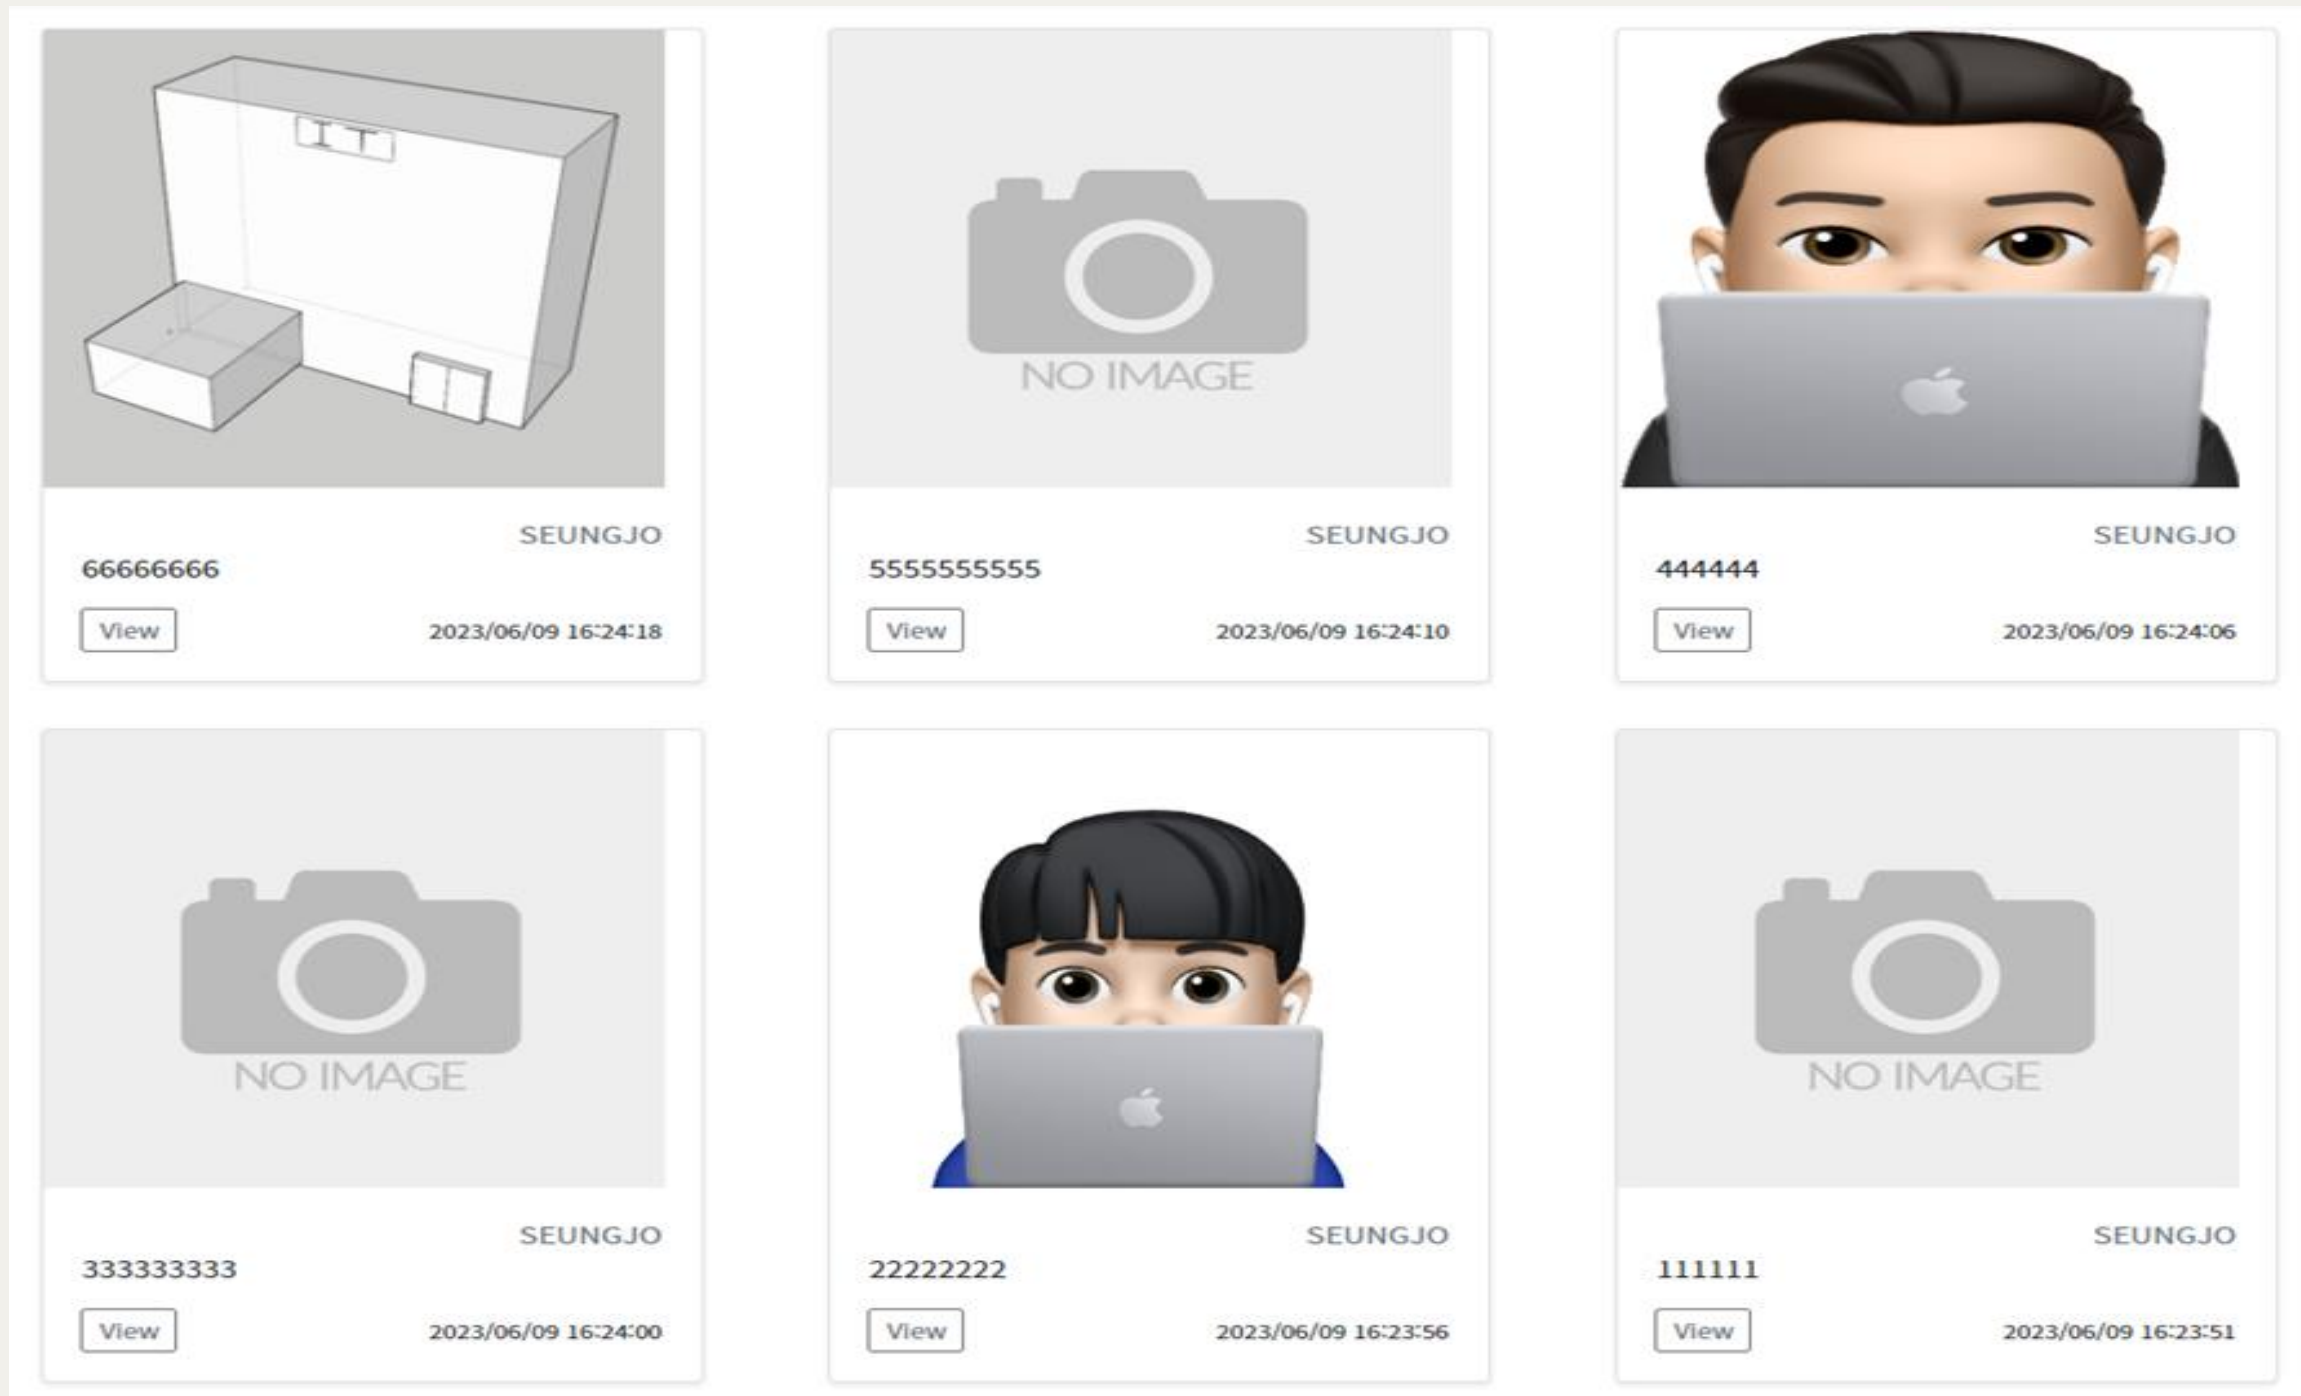 IT
SEUNGJO
66666666
View 2023/06/09 16:24:18
NO IMAGE
SEUNGJO
5555555555
View 2023/06/09 16:24:10
SEUNGJO
444444
View 2023/06/09 16:24:06
NO IMAGE
SEUNGJO
333333333
View 2023/06/09 16:24:00
SEUNGJO
22222222
View 2023/06/09 16:23:56
NO IMAGE
SEUNGJO
111111
View 2023/06/09 16:23:51